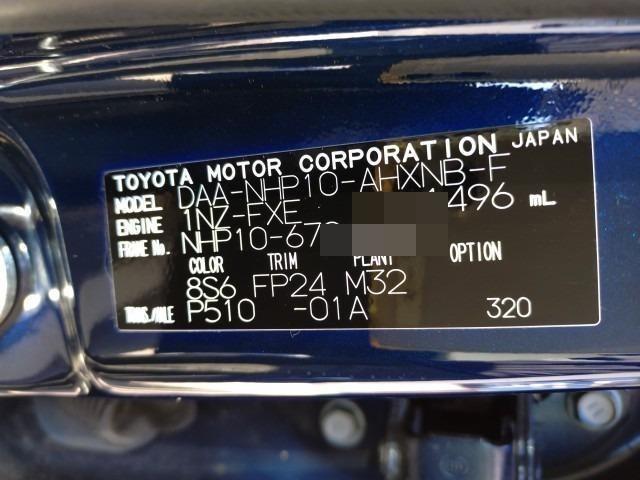 TOYOTA MOTOR CORPORATION JAPAN
MODEL DAA-NHP10-AHXNB-F
ENGINE 1NZ-FXE 1496 mL
FRAME No. NHP10-67
COLOR TRIM PLANT OPTION
8S6 FP24 M32
TRANS/AXLE P510 -01A 320